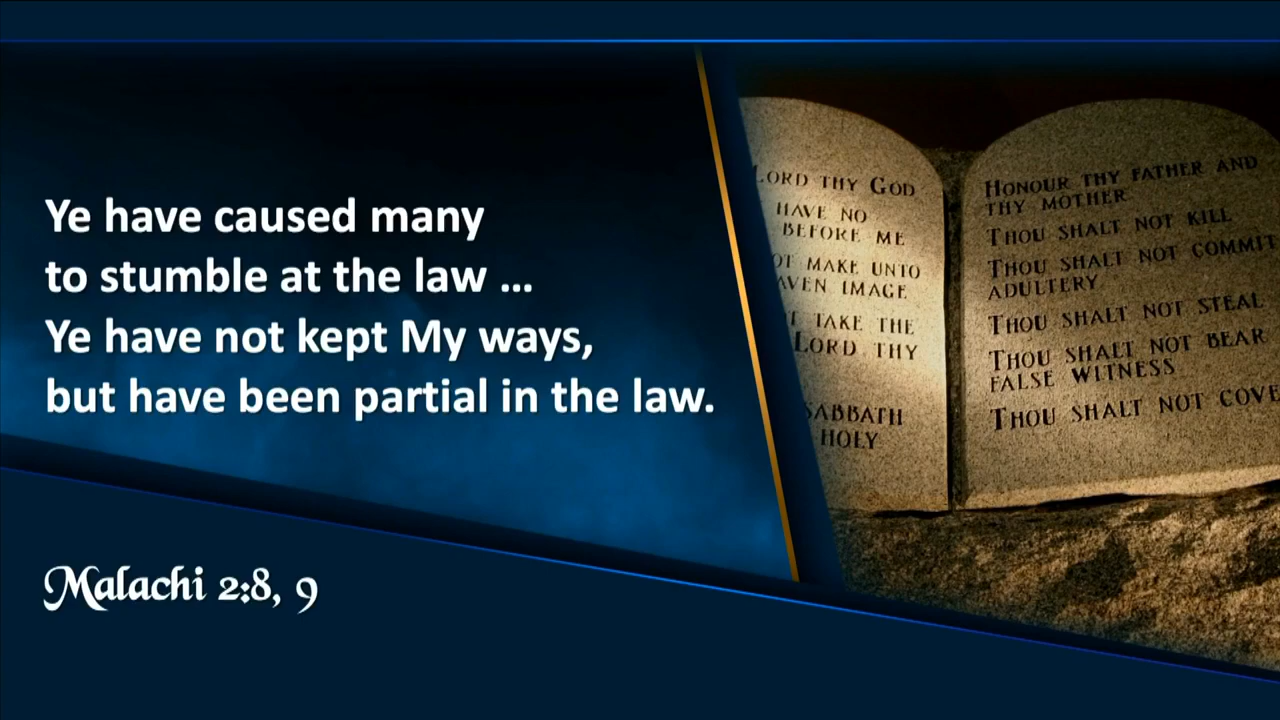 Ye have caused many
to stumble at the law ...
Ye have not kept My ways,
but have been partial in the law.
Malachi 2:8, 9
LORD THY GOD
HAVE NO
BEFORE ME
MAKE UNTO
IMAGE
TAKE THE
LORD THY
SABBATH
HOLY
HONOUR THY FATHER AND
THY MOTHER
THOU SHALT NOT KILL
THOU SHALT NOT COMMIT
ADULTERY
THOU SHALT NOT STEAL
THOU SHALT NOT BEAR
FALSE WITNESS
THOU SHALT NOT COVE